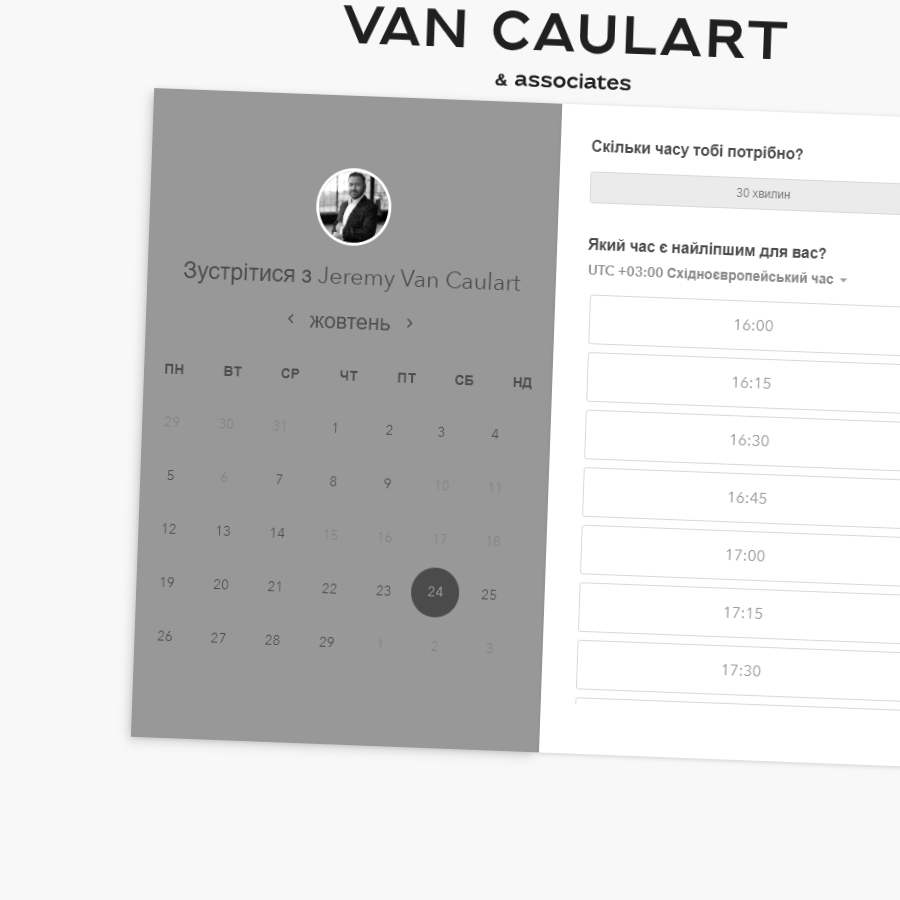 VAN CAULART
& associates
Зустрітися з Jeremy Van Caulart
жовтень
ПН ВТ СР ЧТ ПТ СБ НД
29 30 31 1 2 3 4
5 6 7 8 9 10 11
12 13 14 15 16 17 18
19 20 21 22 23 24 25
26 27 28 29 1 2 3
Скільки часу тобі потрібно?
30 хвилин
Який час є найліпшим для вас?
UTC +03:00 Східноєвропейський час
16:00
16:15
16:30
16:45
17:00
17:15
17:30